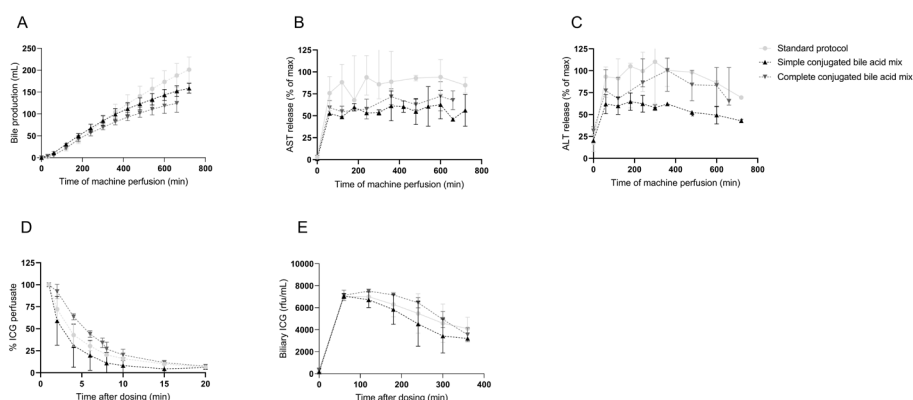 A
Bile production (mL)
250
200
150
100
50
0
0 200 400 600 800
Time of machine perfusion (min)
B
AST release (% of max)
125
100
75
50
25
0
0 200 400 600 800
Time of machine perfusion (min)
C
ALT release (% of max)
125
100
75
50
25
0
0 200 400 600 800
Time of machine perfusion (min)
Standard protocol
Simple conjugated bile acid mix
Complete conjugated bile acid mix
D
% ICG perfusate
125
100
75
50
25
0
0 5 10 15 20
Time after dosing (min)
E
Biliary ICG (rfu/mL)
10000
8000
6000
4000
2000
0
0 100 200 300 400
Time after dosing (min)